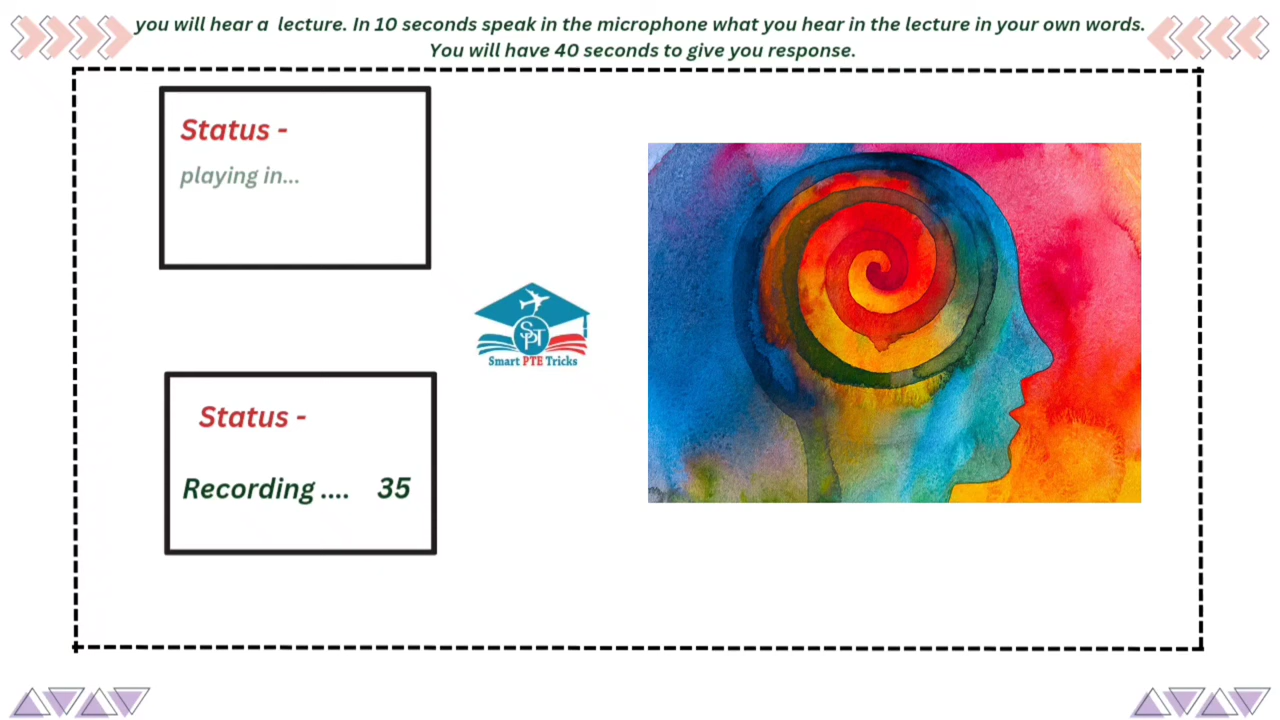 you will hear a lecture. In 10 seconds speak in the microphone what you hear in the lecture in your own words.
You will have 40 seconds to give you response.
Status -
playing in...
SPT
Smart PTE Tricks
Status -
Recording .... 35